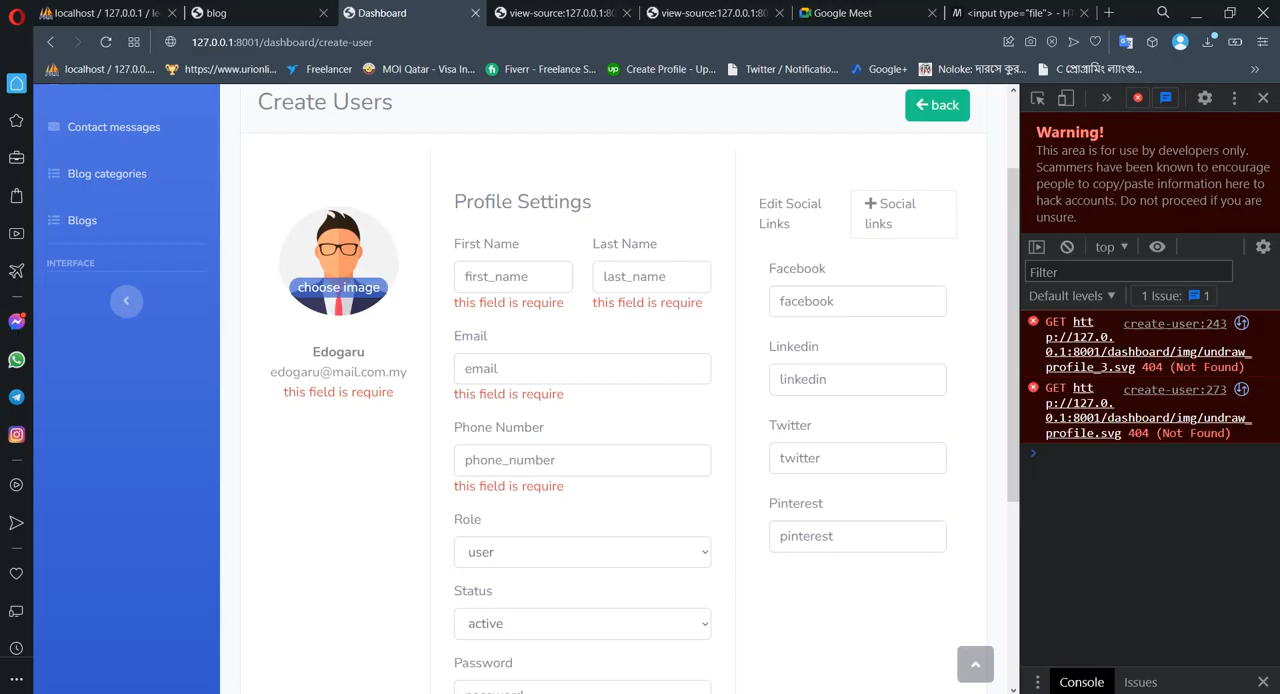 localhost / 127.0.0.1 / le
blog
Dashboard
view-source:127.0.0.1:80
view-source:127.0.0.1:80
Google Meet
<input type="file"> - HT
127.0.0.1:8001/dashboard/create-user
localhost / 127.0.0....
https://www.urionli...
Freelancer
MOI Qatar - Visa In...
Fiverr - Freelance S...
Create Profile - Up...
Twitter / Notificatio...
Google+
Noloke: দারসে কুর...
C প্রোগ্রামিং ল্যাংগু...
Contact messages
Blog categories
Blogs
INTERFACE
Create Users
back
choose image
Edogaru
edogaru@mail.com.my
this field is require
Profile Settings
First Name
Last Name
first_name
last_name
this field is require
this field is require
Email
email
this field is require
Phone Number
phone_number
this field is require
Role
user
Status
active
Password
Edit Social
Links
Social
links
Facebook
facebook
Linkedin
linkedin
Twitter
twitter
Pinterest
pinterest
Warning!
This area is for use by developers only.
Scammers have been known to encourage
people to copy/paste information here to
hack accounts. Do not proceed if you are
unsure.
top
Filter
Default levels
1 Issue: 1
GET htt create-user:243
p://127.0.
0.1:8001/dashboard/img/undraw_
profile_3.svg 404 (Not Found)
GET htt create-user:273
p://127.0.
0.1:8001/dashboard/img/undraw_
profile.svg 404 (Not Found)
Console
Issues